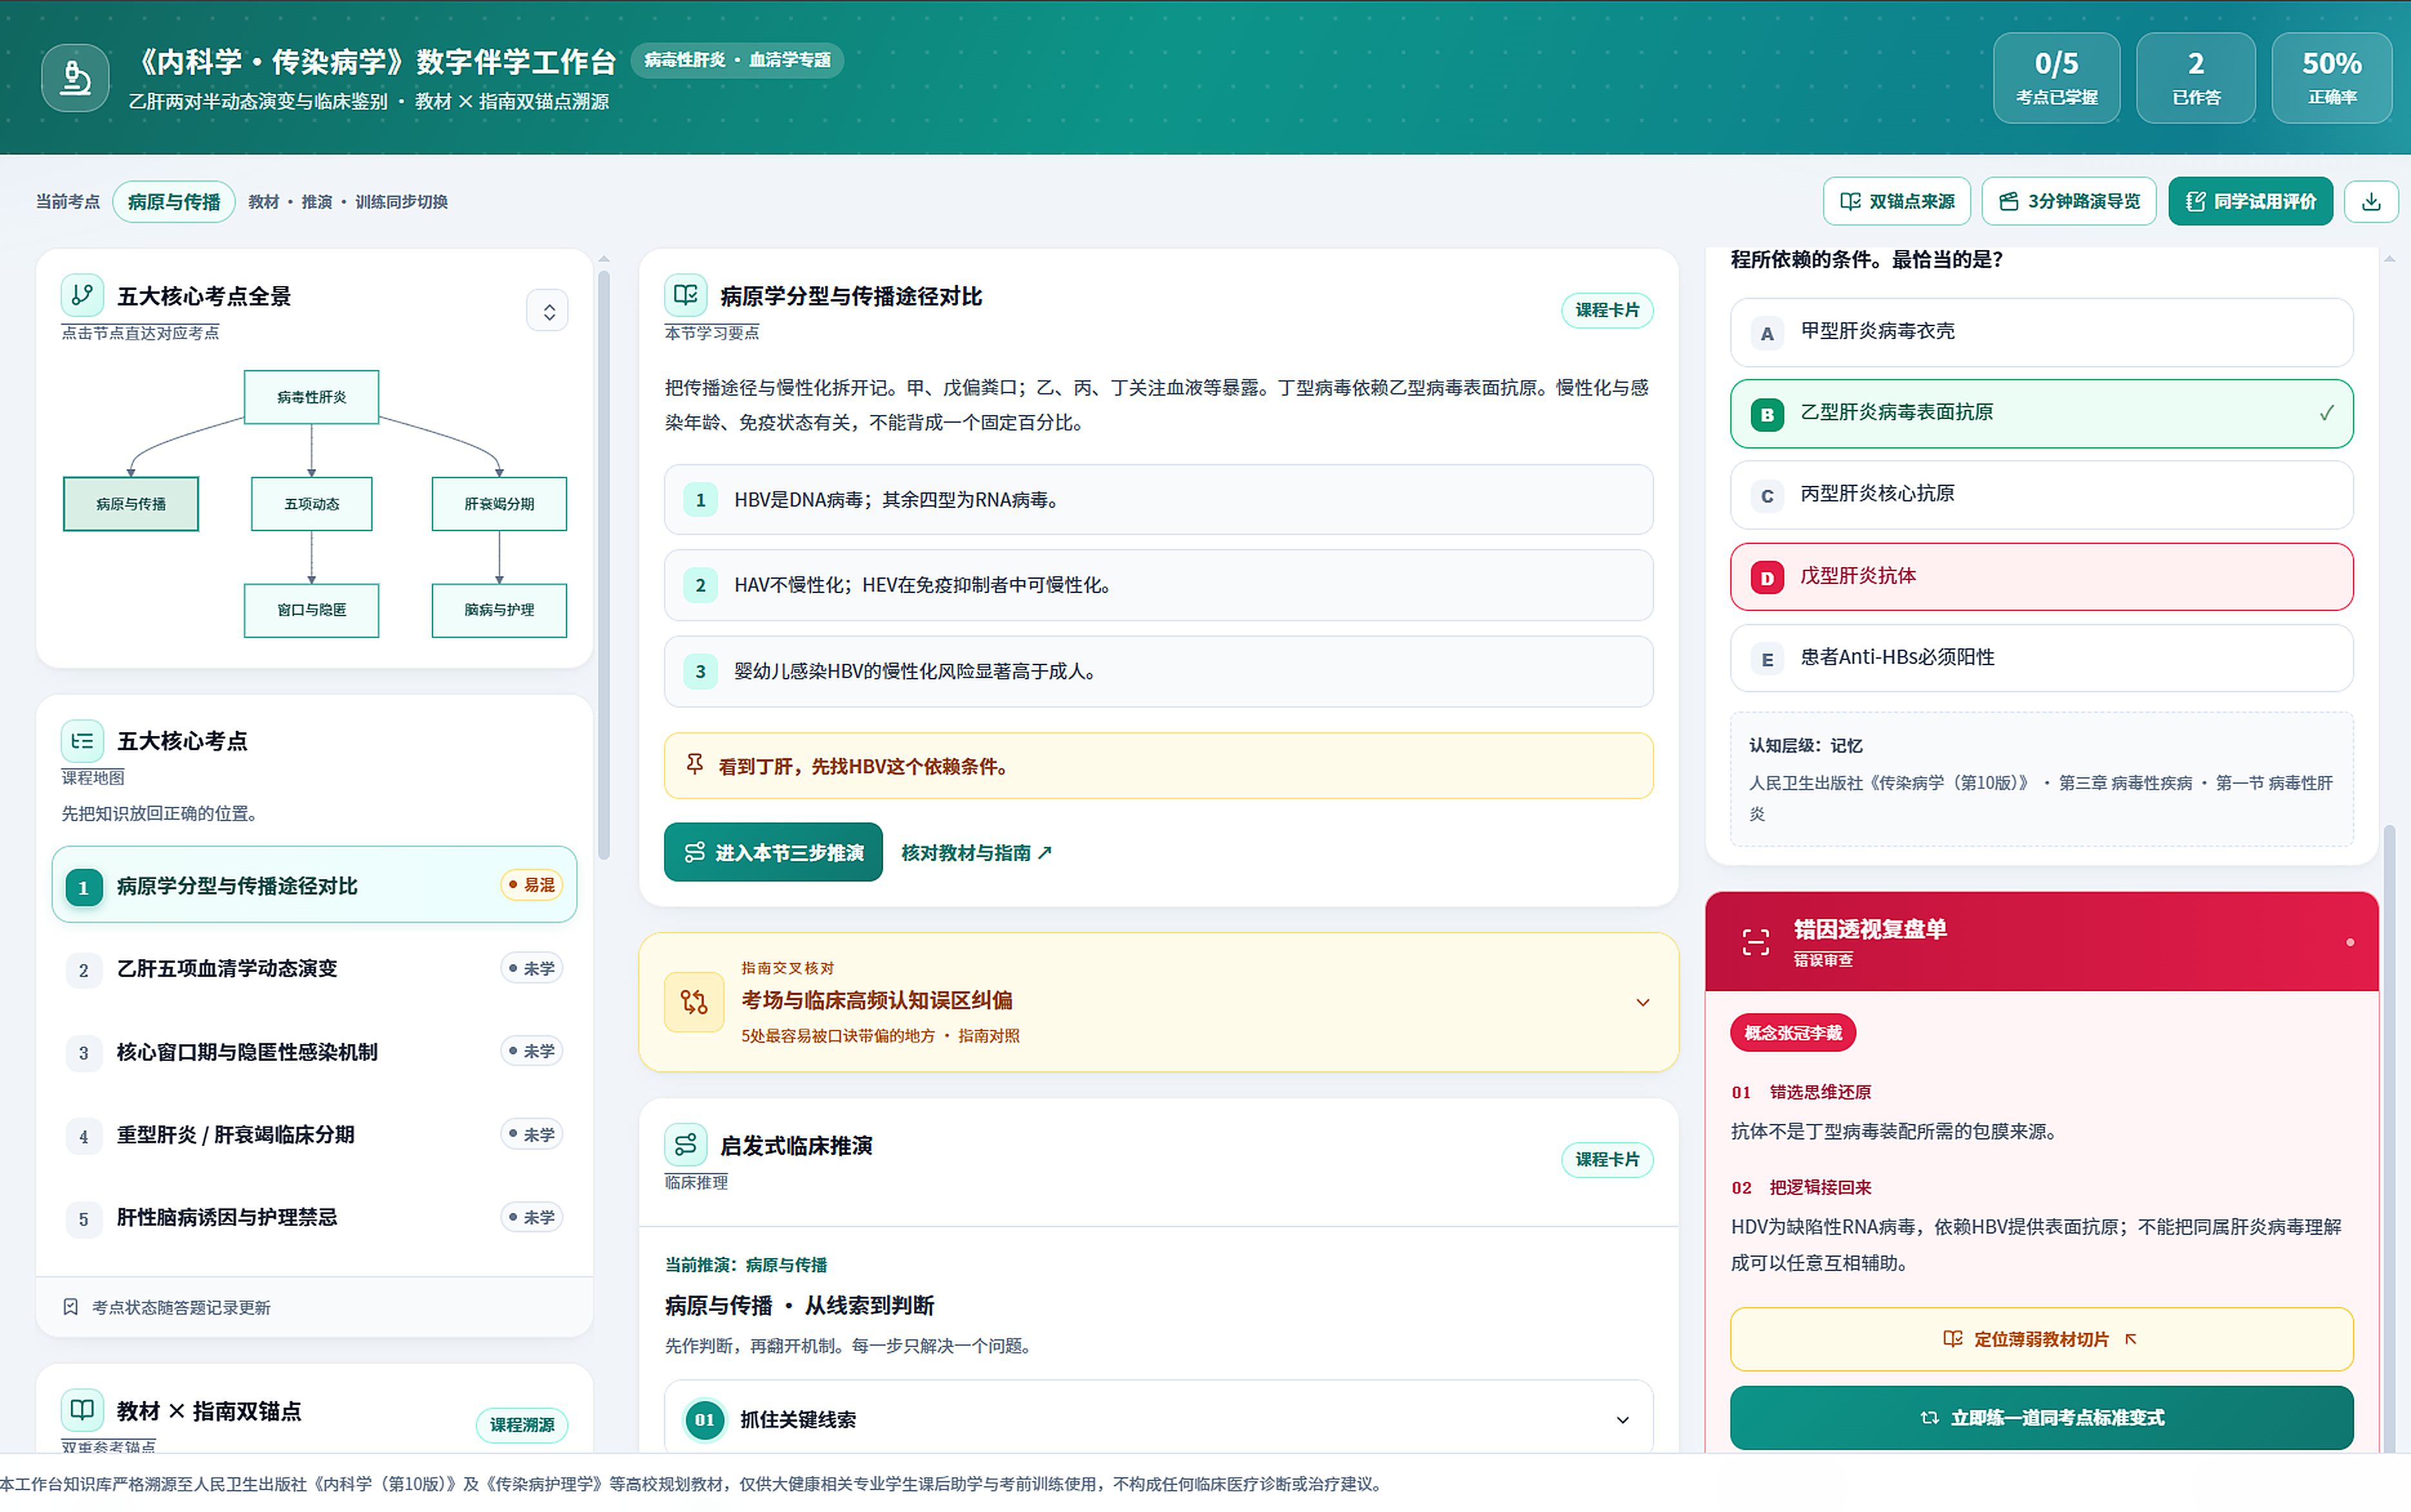 《内科学・传染病学》数字伴学工作台
病毒性肝炎・血清学专题
乙肝两对半动态演变与临床鉴别・教材 × 指南双锚点溯源
0/5
考点已掌握
2
已作答
50%
正确率
当前考点
病原与传播
教材・推演・训练同步切换
双锚点来源
3分钟路演导览
同学试用评价
五大核心考点全景
点击节点直达对应考点
病毒性肝炎
病原与传播
五项动态
肝衰竭分期
窗口与隐匿
脑病与护理
五大核心考点
课程地图
先把知识放回正确的位置。
1 病原学分型与传播途径对比 易混
2 乙肝五项血清学动态演变 未学
3 核心窗口期与隐匿性感染机制 未学
4 重型肝炎 / 肝衰竭临床分期 未学
5 肝性脑病诱因与护理禁忌 未学
考点状态随答题记录更新
教材 × 指南双锚点
双重参考锚点
课程溯源
病原学分型与传播途径对比
本节学习要点
课程卡片
把传播途径与慢性化拆开记。甲、戊偏粪口；乙、丙、丁关注血液等暴露。丁型病毒依赖乙型病毒表面抗原。慢性化与感
染年龄、免疫状态有关，不能背成一个固定百分比。
1 HBV是DNA病毒；其余四型为RNA病毒。
2 HAV不慢性化；HEV在免疫抑制者中可慢性化。
3 婴幼儿感染HBV的慢性化风险显著高于成人。
看到丁肝，先找HBV这个依赖条件。
进入本节三步推演
核对教材与指南 ↗
指南交叉核对
考场与临床高频认知误区纠偏
5处最容易被口诀带偏的地方・指南对照
启发式临床推演
临床推理
课程卡片
当前推演：病原与传播
病原与传播・从线索到判断
先作判断，再翻开机制。每一步只解决一个问题。
01 抓住关键线索
程所依赖的条件。最恰当的是？
A 甲型肝炎病毒衣壳
B 乙型肝炎病毒表面抗原 ✓
C 丙型肝炎核心抗原
D 戊型肝炎抗体
E 患者Anti-HBs必须阳性
认知层级：记忆
人民卫生出版社《传染病学（第10版）》・第三章 病毒性疾病・第一节 病毒性肝
炎
错因透视复盘单
错误审查
概念张冠李戴
01 错选思维还原
抗体不是丁型病毒装配所需的包膜来源。
02 把逻辑接回来
HDV为缺陷性RNA病毒，依赖HBV提供表面抗原；不能把同属肝炎病毒理解
成可以任意互相辅助。
定位薄弱教材切片
立即练一道同考点标准变式
本工作台知识库严格溯源至人民卫生出版社《内科学（第10版）》及《传染病护理学》等高校规划教材，仅供大健康相关专业学生课后助学与考前训练使用，不构成任何临床医疗诊断或治疗建议。